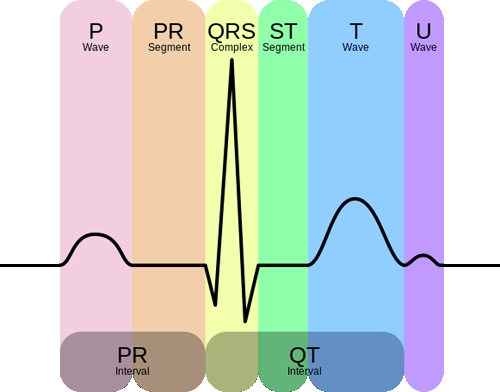 P
Wave
PR
Segment
QRS
Complex
ST
Segment
T
Wave
U
Wave
PR
Interval
QT
Interval